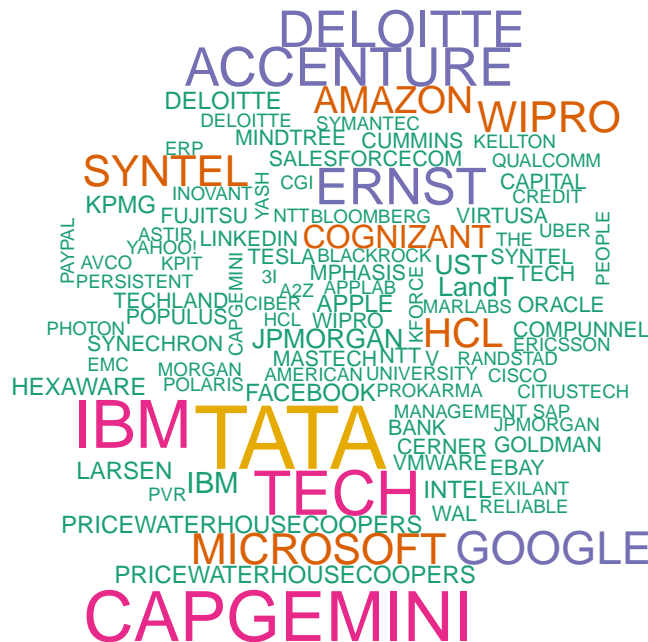 DELOITTE
ACCENTURE
DELOITTE AMAZON WIPRO
DELOITTE SYMANTEC
MINDTREE CUMMINS KELLTON
ERP SALESFORCECOM QUALCOMM
SYNTEL ERNST CAPITAL
INOVANT YASH CGI CREDIT
KPMG FUJITSU NTT BLOOMBERG VIRTUSA
PAYPAL ASTIR LINKEDIN COGNIZANT THE UBER PEOPLE
YAHOO! TESLA BLACKROCK UST SYNTEL
AVCO KPIT CAPGEMINI 3I MPHASIS KFORCE TECH
PERSISTENT A2Z APPLAB LandT
TECHLAND CIBER APPLE MARLABS ORACLE
POPULUS HCL WIPRO HCL COMPUNNEL
PHOTON SYNECHRON JPMORGAN ERICSSON
EMC MORGAN MASTECH NTT V RANDSTAD
AMERICAN UNIVERSITY CISCO
HEXAWARE POLARIS FACEBOOK PROKARMA CITIUSTECH
IBM TATA MANAGEMENT SAP
BANK JPMORGAN
CERNER GOLDMAN
LARSEN IBM TECH VMWARE EBAY
PVR INTEL EXILANT
WAL RELIABLE
PRICEWATERHOUSECOOPERS
MICROSOFT GOOGLE
PRICEWATERHOUSECOOPERS
CAPGEMINI